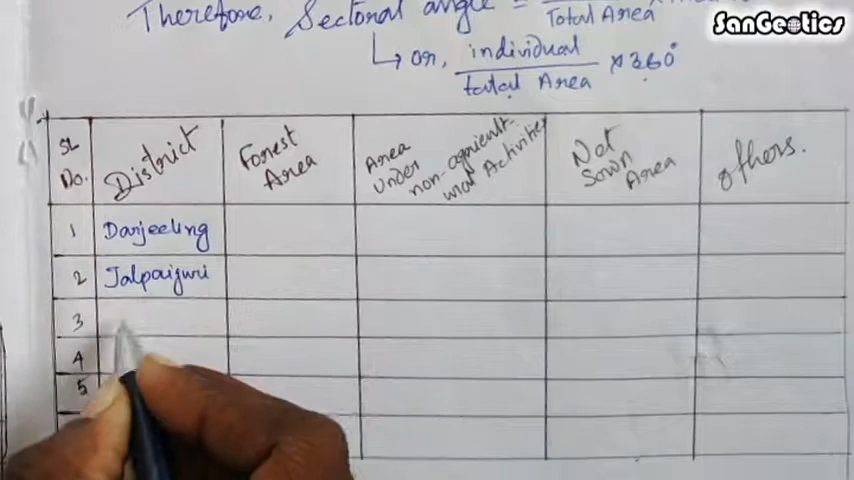 SanGeotics
Therefore, Sectoral angle =
Total Area
↳ or, individual
total Area × 360°
SL No. District Forest Area Area under non-agricultural Activities Net Sown Area Others.
1 Darjeeling
2 Jalpaiguri
3
4
5